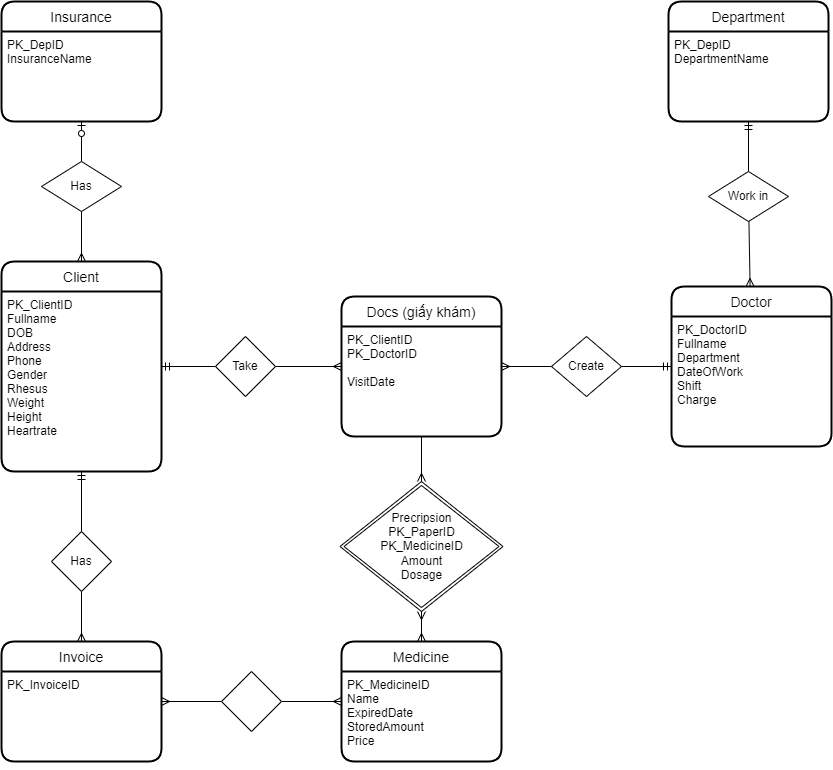 Insurance
PK_DepID
InsuranceName
Department
PK_DepID
DepartmentName
Has
Work in
Client
PK_ClientID
Fullname
DOB
Address
Phone
Gender
Rhesus
Weight
Height
Heartrate
Take
Docs (giấy khám)
PK_ClientID
PK_DoctorID
VisitDate
Create
Doctor
PK_DoctorID
Fullname
Department
DateOfWork
Shift
Charge
Has
Precripsion
PK_PaperID
PK_MedicineID
Amount
Dosage
Invoice
PK_InvoiceID
Medicine
PK_MedicineID
Name
ExpiredDate
StoredAmount
Price